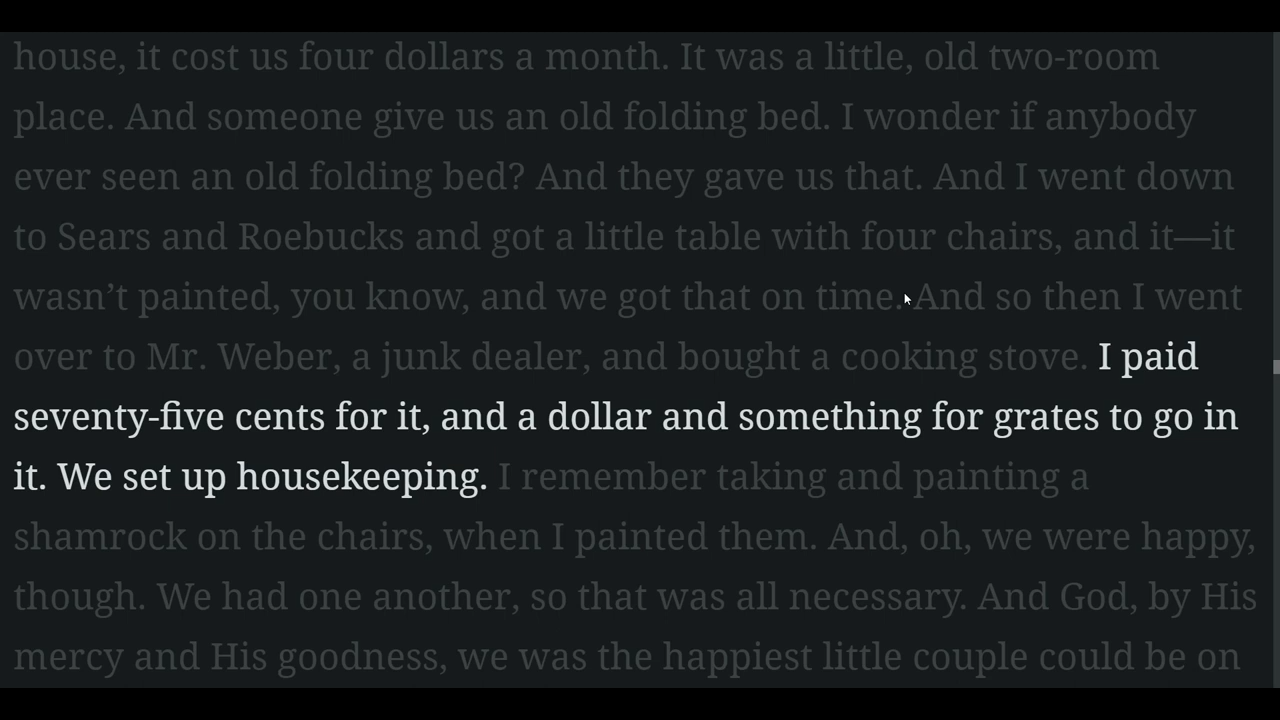 house, it cost us four dollars a month. It was a little, old two-room
place. And someone give us an old folding bed. I wonder if anybody
ever seen an old folding bed? And they gave us that. And I went down
to Sears and Roebucks and got a little table with four chairs, and it—it
wasn’t painted, you know, and we got that on time. And so then I went
over to Mr. Weber, a junk dealer, and bought a cooking stove. I paid
seventy-five cents for it, and a dollar and something for grates to go in
it. We set up housekeeping. I remember taking and painting a
shamrock on the chairs, when I painted them. And, oh, we were happy,
though. We had one another, so that was all necessary. And God, by His
mercy and His goodness, we was the happiest little couple could be on